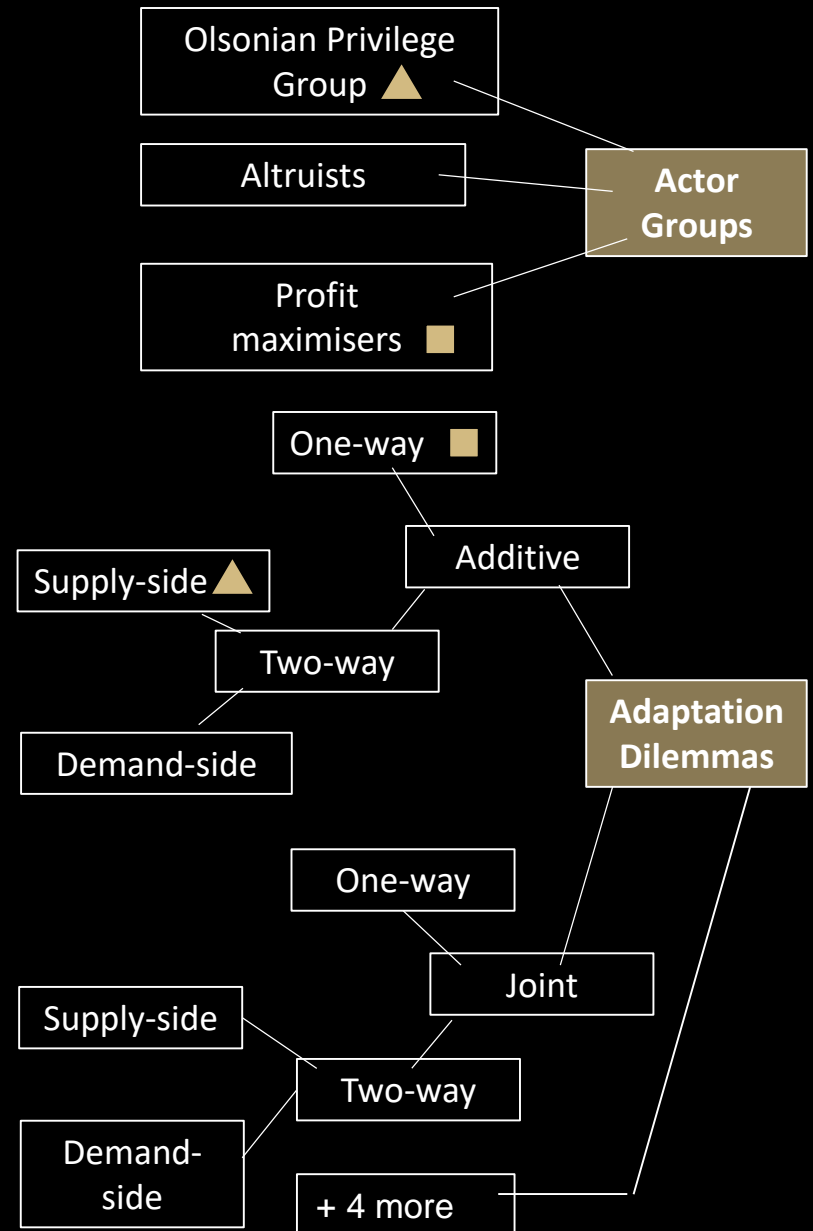 Olsonian Privilege
Group
Altruists
Actor
Groups
Profit
maximisers
One-way
Additive
Supply-side
Two-way
Adaptation
Dilemmas
Demand-side
One-way
Joint
Supply-side
Two-way
Demand-
side
+ 4 more